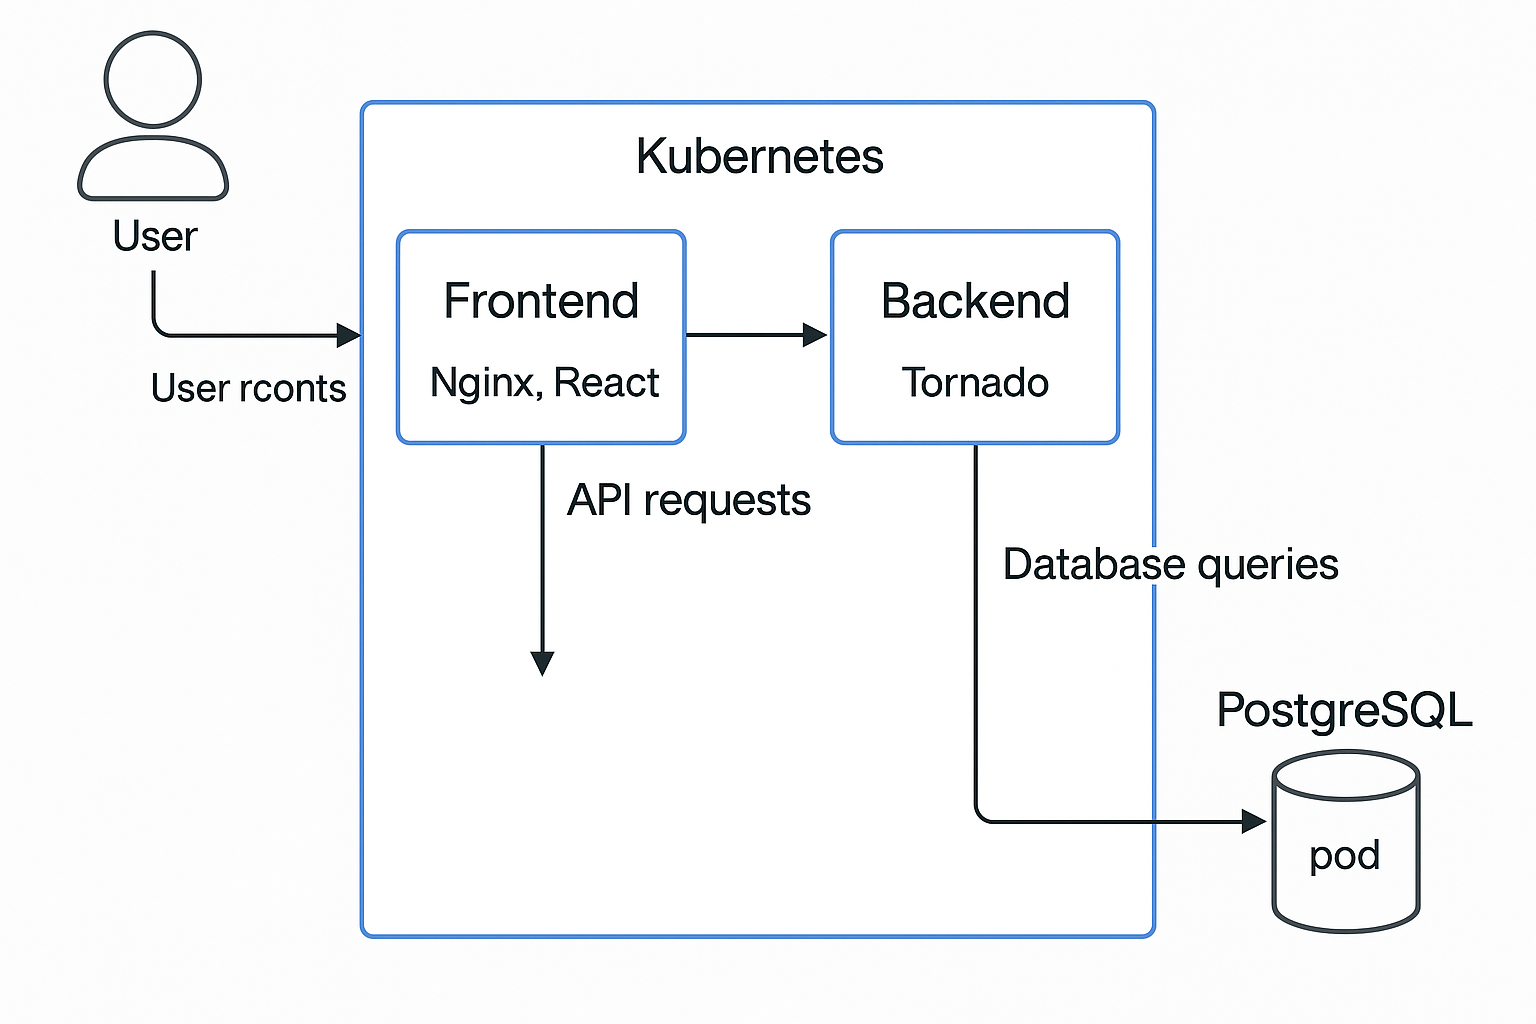 User
User rconts
Kubernetes
Frontend
Nginx, React
Backend
Tornado
API requests
Database queries
PostgreSQL
pod